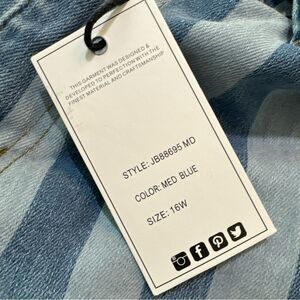 THIS GARMENT WAS DESIGNED &
DEVELOPED TO PERFECTION WITH THE
FINEST MATERIAL AND CRAFTSMANSHIP
STYLE: JB88695 MD
COLOR: MED BLUE
SIZE: 16W